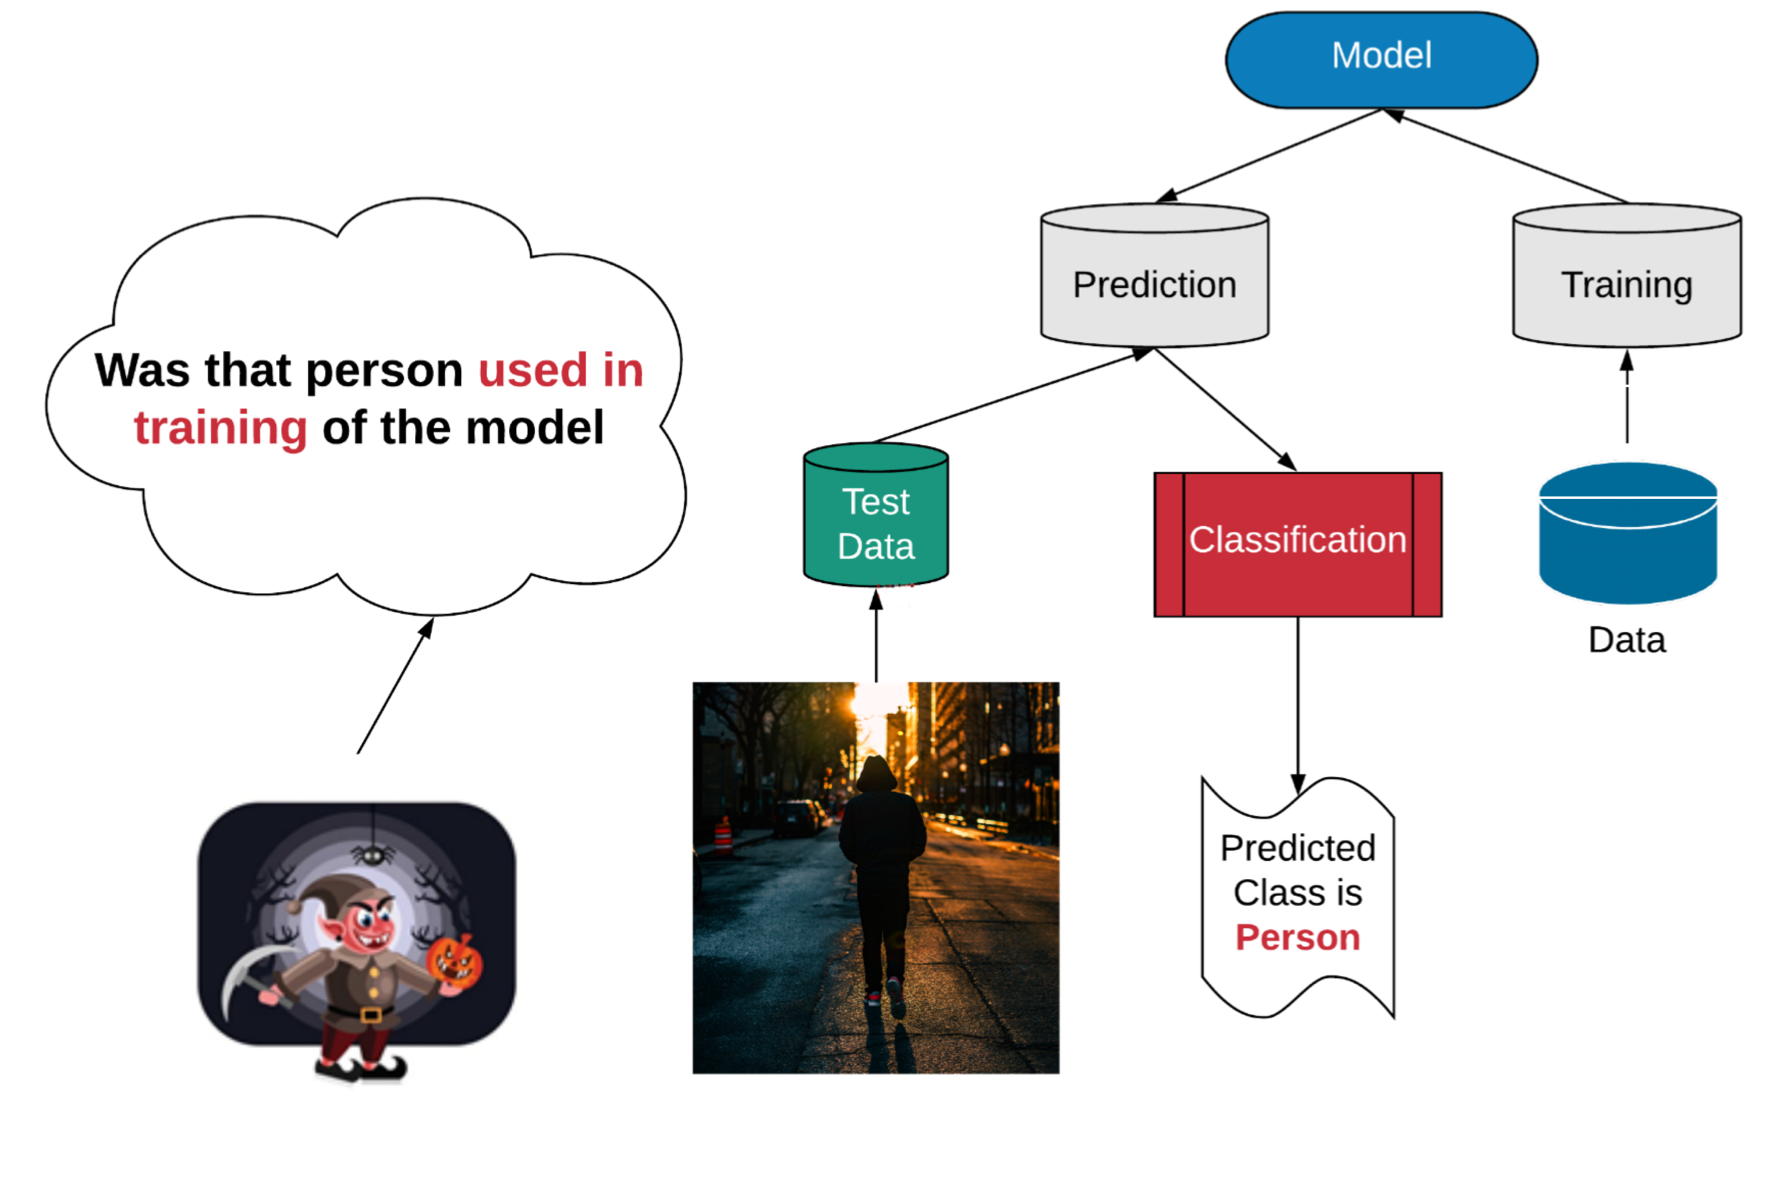 Model
Prediction
Training
Was that person used in
training of the model
Test
Data
Classification
Data
Predicted
Class is
Person